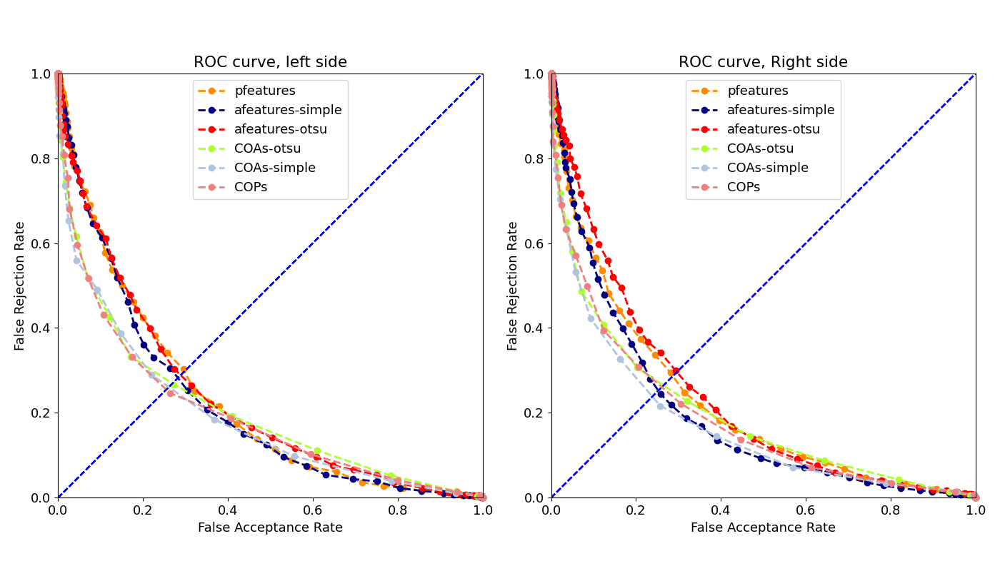 ROC curve, left side
1.0
0.8
0.6
0.4
0.2
0.0
False Rejection Rate
pfeatures
afeatures-simple
afeatures-otsu
COAs-otsu
COAs-simple
COPs
0.0 0.2 0.4 0.6 0.8 1.0
False Acceptance Rate
ROC curve, Right side
1.0
0.8
0.6
0.4
0.2
0.0
False Rejection Rate
pfeatures
afeatures-simple
afeatures-otsu
COAs-otsu
COAs-simple
COPs
0.0 0.2 0.4 0.6 0.8 1.0
False Acceptance Rate